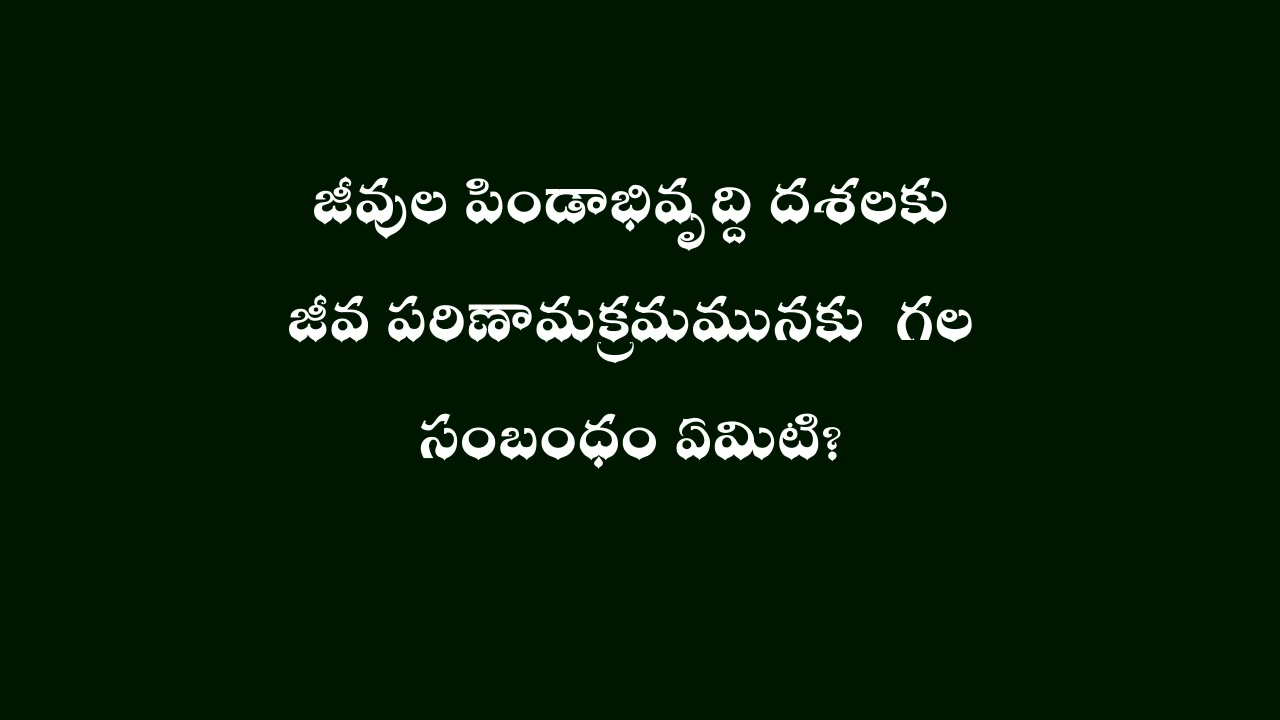 జీవుల పిండాభివృద్ది దశలకు
జీవ పరిణామక్రమమునకు గల
సంబంధం ఏమిటి?